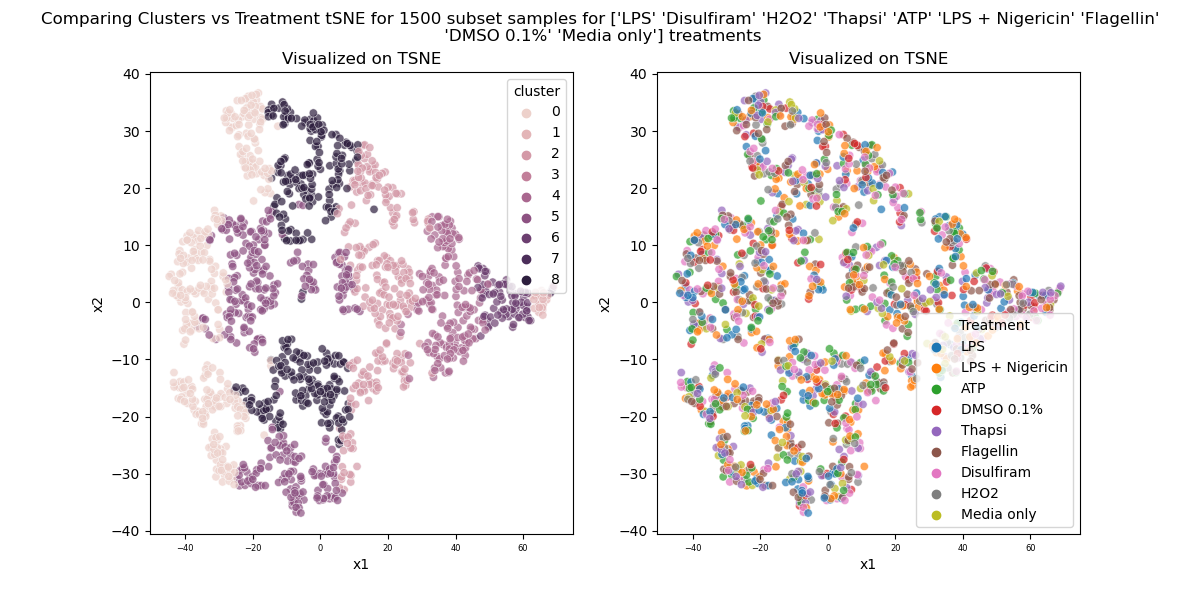 Comparing Clusters vs Treatment tSNE for 1500 subset samples for ['LPS' 'Disulfiram' 'H2O2' 'Thapsi' 'ATP' 'LPS + Nigericin' 'Flagellin'
'DMSO 0.1%' 'Media only'] treatments
Visualized on TSNE
x2
40
30
20
10
0
−10
−20
−30
−40
−40
−20
0
20
40
60
x1
cluster
0
1
2
3
4
5
6
7
8
Visualized on TSNE
x2
40
30
20
10
0
−10
−20
−30
−40
−40
−20
0
20
40
60
x1
Treatment
LPS
LPS + Nigericin
ATP
DMSO 0.1%
Thapsi
Flagellin
Disulfiram
H2O2
Media only